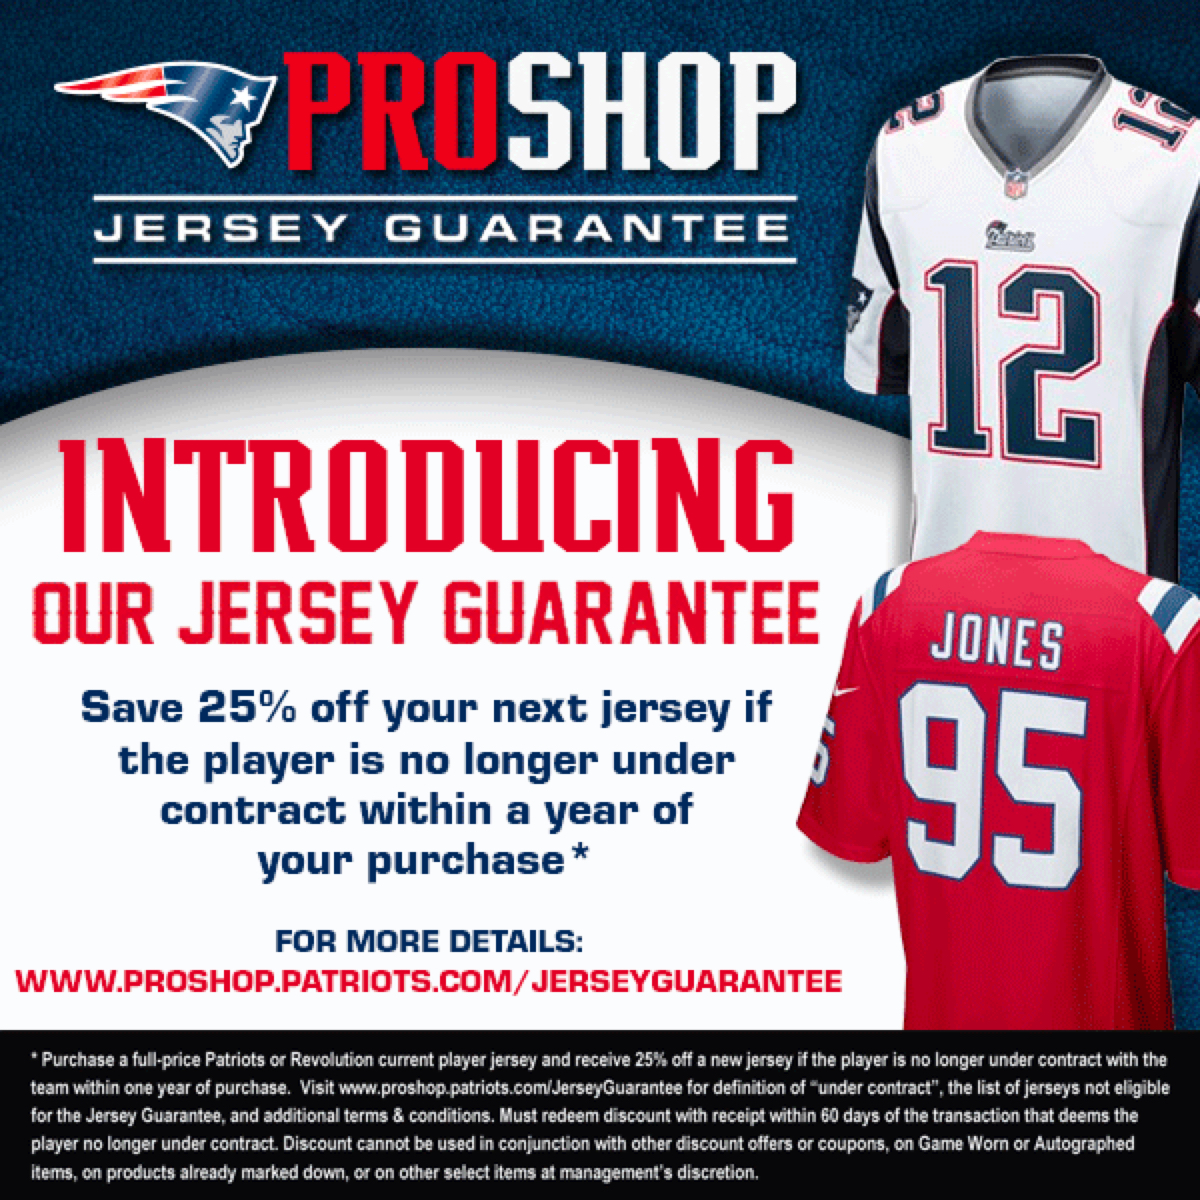 PROSHOP
JERSEY GUARANTEE
12
12
Patriots
12
INTRODUCING
OUR JERSEY GUARANTEE
JONES
95
Save 25% off your next jersey if
the player is no longer under
contract within a year of
your purchase*
FOR MORE DETAILS:
WWW.PROSHOP.PATRIOTS.COM/JERSEYGUARANTEE
* Purchase a full-price Patriots or Revolution current player jersey and receive 25% off a new jersey if the player is no longer under contract with the
team within one year of purchase.  Visit www.proshop.patriots.com/JerseyGuarantee for definition of “under contract”, the list of jerseys not eligible
for the Jersey Guarantee, and additional terms & conditions. Must redeem discount with receipt within 60 days of the transaction that deems the
player no longer under contract. Discount cannot be used in conjunction with other discount offers or coupons, on Game Worn or Autographed
items, on products already marked down, or on other select items at management’s discretion.